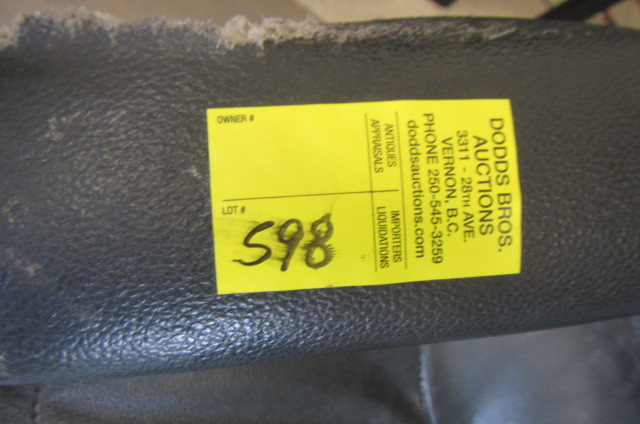 DODDS BROS.
AUCTIONS
3311 - 28TH AVE.
VERNON, B.C.
PHONE 250-545-3259
doddsauctions.com
ANTIQUES
APPRAISALS
IMPORTERS
LIQUIDATIONS
OWNER #
LOT #
598